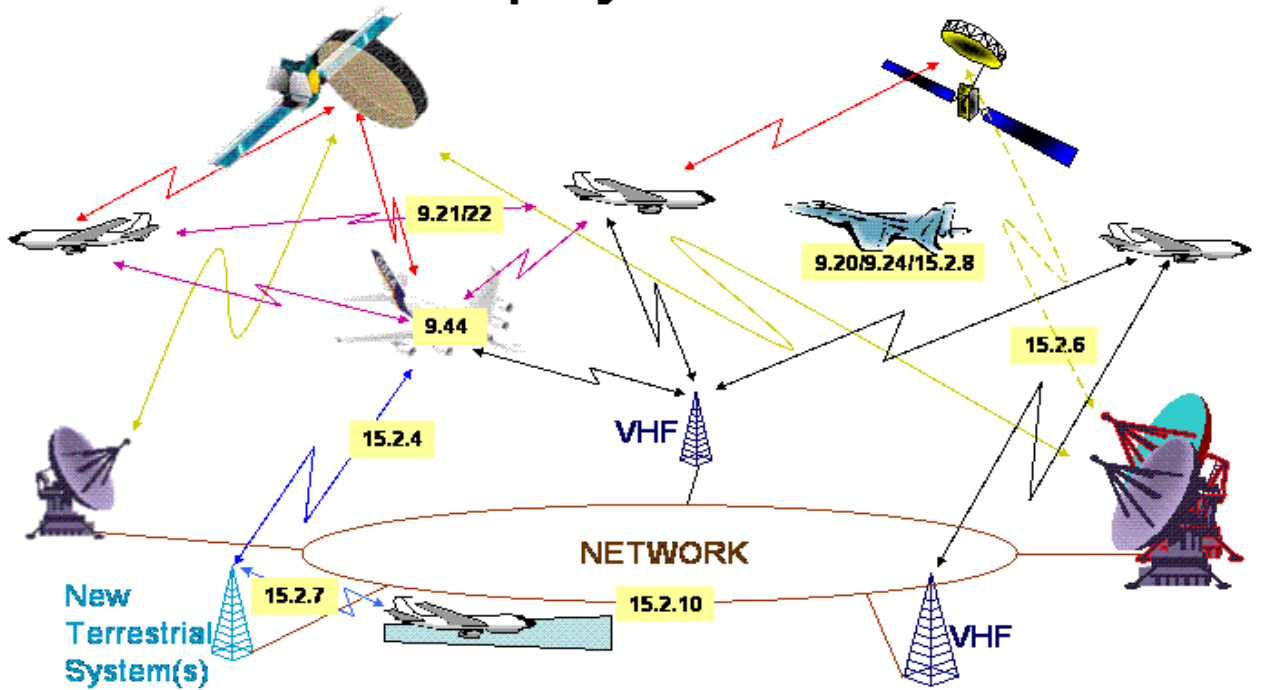 9.21/22
9.20/9.24/15.2.8
9.44
15.2.6
15.2.4
VHF
NETWORK
15.2.7
15.2.10
New
Terrestrial
System(s)
VHF